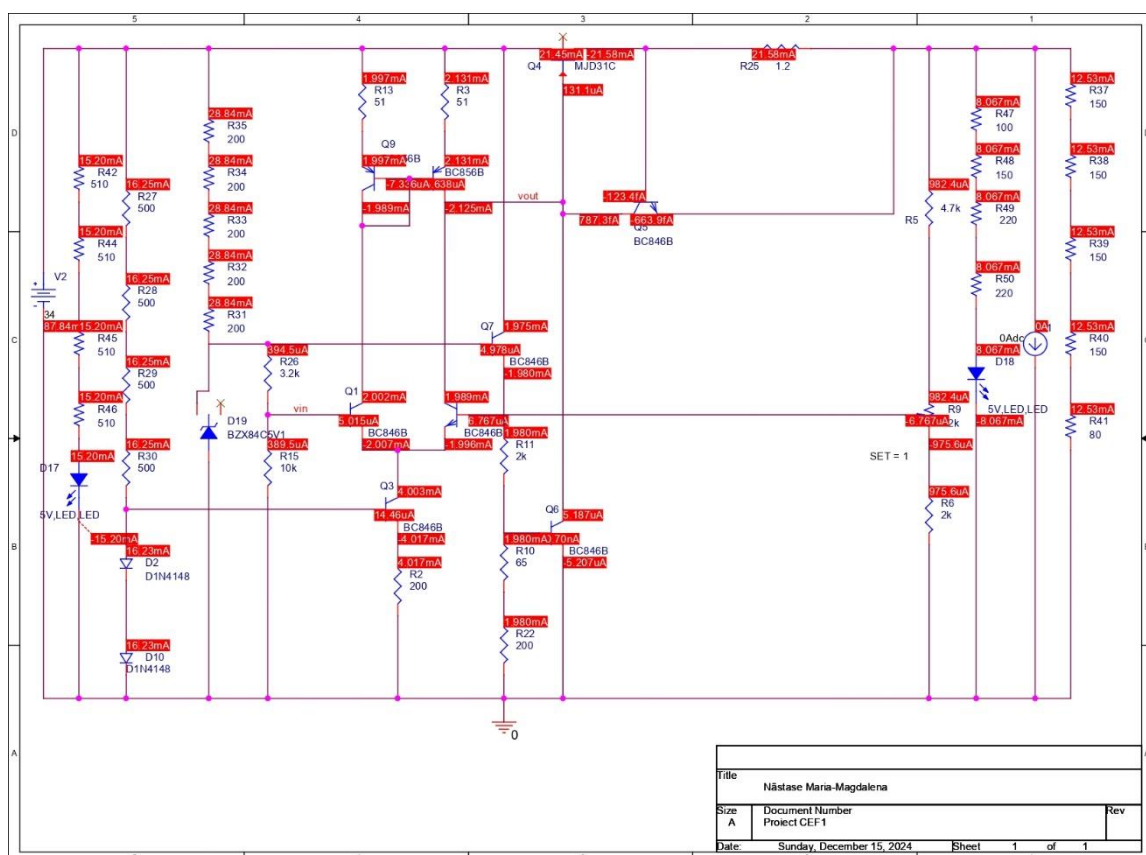 5 4 3 2 1
D
C
B
A
V2
34
87.84m
15.20mA
R42
510
15.20mA
R44
510
15.20mA
R45
510
15.20mA
R46
510
15.20mA
D17
5V,LED,LED
-15.20mA
16.25mA
R27
500
16.25mA
R28
500
16.25mA
R29
500
16.25mA
R30
500
16.23mA
D2
D1N4148
16.23mA
D10
D1N4148
28.84mA
R35
200
28.84mA
R34
200
28.84mA
R33
200
28.84mA
R32
200
28.84mA
R31
200
D19
BZX84C5V1
394.5uA
R26
3.2k
vin
389.5uA
R15
10k
1.997mA
R13
51
2.131mA
R3
51
Q9
1.997mA
2.131mA
BC856B
-1.989mA
-2.125mA
vout
Q1
2.002mA
5.015uA
BC846B
-2.007mA
1.989mA
6.767uA
BC846B
-1.996mA
Q3
4.003mA
14.46uA
BC846B
-4.017mA
4.017mA
R2
200
Q7
1.975mA
4.978uA
BC846B
-1.980mA
1.980mA
R11
2k
1.980mA
R10
65
1.980mA
R22
200
Q6
5.187uA
BC846B
-5.207uA
21.45mA
-21.58mA
Q4
MJD31C
131.1uA
-123.4fA
787.3fA
-663.9fA
Q5
BC846B
21.58mA
R25 1.2
982.4uA
R5
4.7k
982.4uA
R9
2k
-6.767uA
-975.6uA
SET = 1
975.6uA
R6
2k
8.067mA
R47
100
8.067mA
R48
150
8.067mA
R49
220
8.067mA
R50
220
8.067mA
D18
5V,LED,LED
-8.067mA
0A
0Adc
12.53mA
R37
150
12.53mA
R38
150
12.53mA
R39
150
12.53mA
R40
150
12.53mA
R41
80
0
Title
Năstase Maria-Magdalena
Size Document Number Rev
A Proiect CEF1
Date: Sunday, December 15, 2024 Sheet 1 of 1